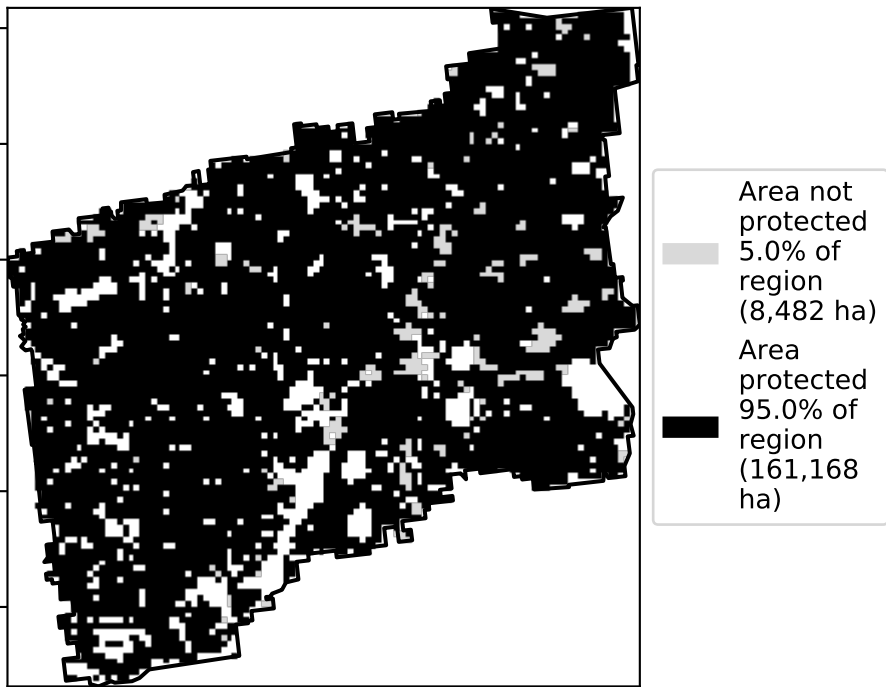 Area not
protected
5.0% of
region
(8,482 ha)
Area
protected
95.0% of
region
(161,168
ha)